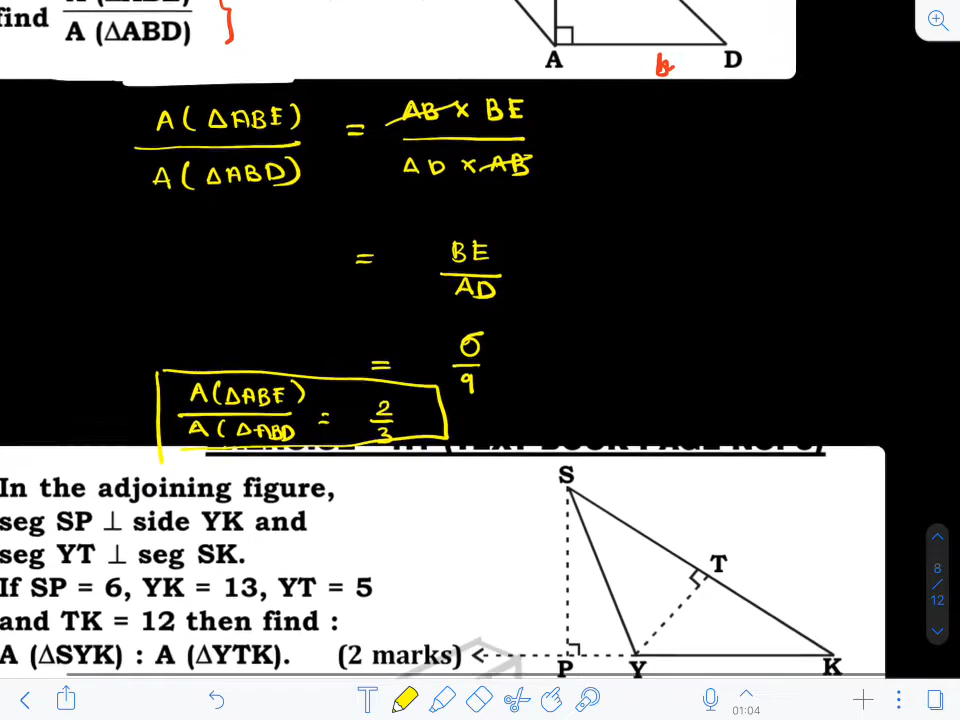 find
A (ΔABD)
A
b
D
A ( Δ ABE ) = AB × BE
A ( Δ ABD ) AD × AB
= BE
AD
= 6
9
A(ΔABE) = 2
A ( ΔABD 3
In the adjoining figure,
seg SP ⊥ side YK and
seg YT ⊥ seg SK.
If SP = 6, YK = 13, YT = 5
and TK = 12 then find :
A (ΔSYK) : A (ΔYTK). (2 marks)
S
T
P
Y
K
8
/
12
T
01:04